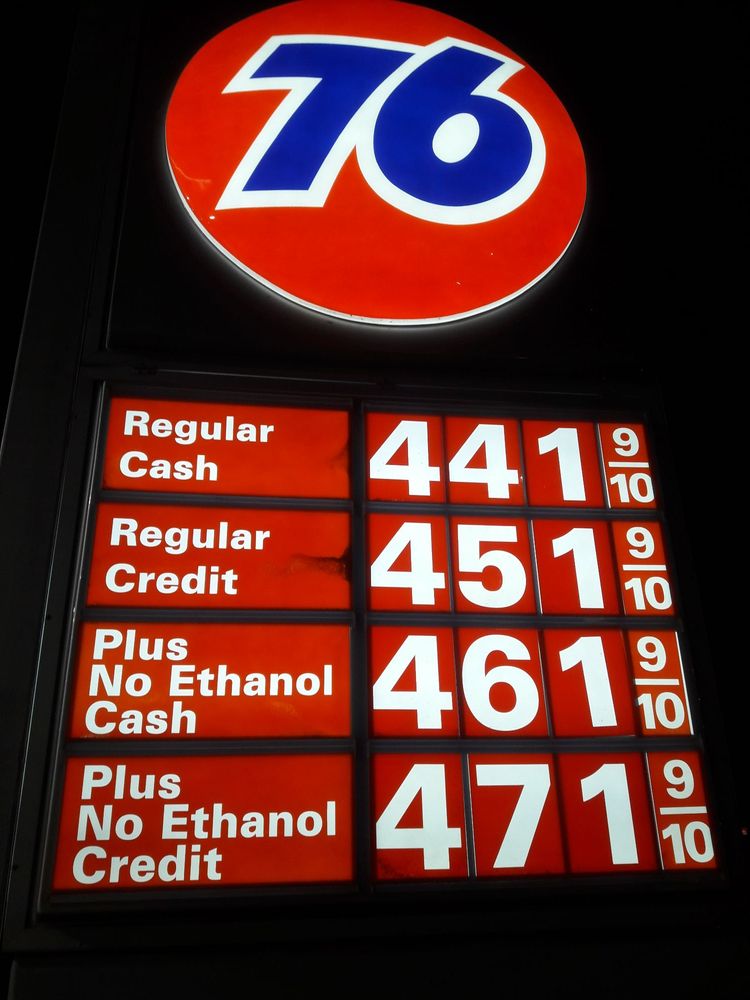 76
Regular
Cash
441 9/10
Regular
Credit
451 9/10
Plus
No Ethanol
Cash
461 9/10
Plus
No Ethanol
Credit
471 9/10